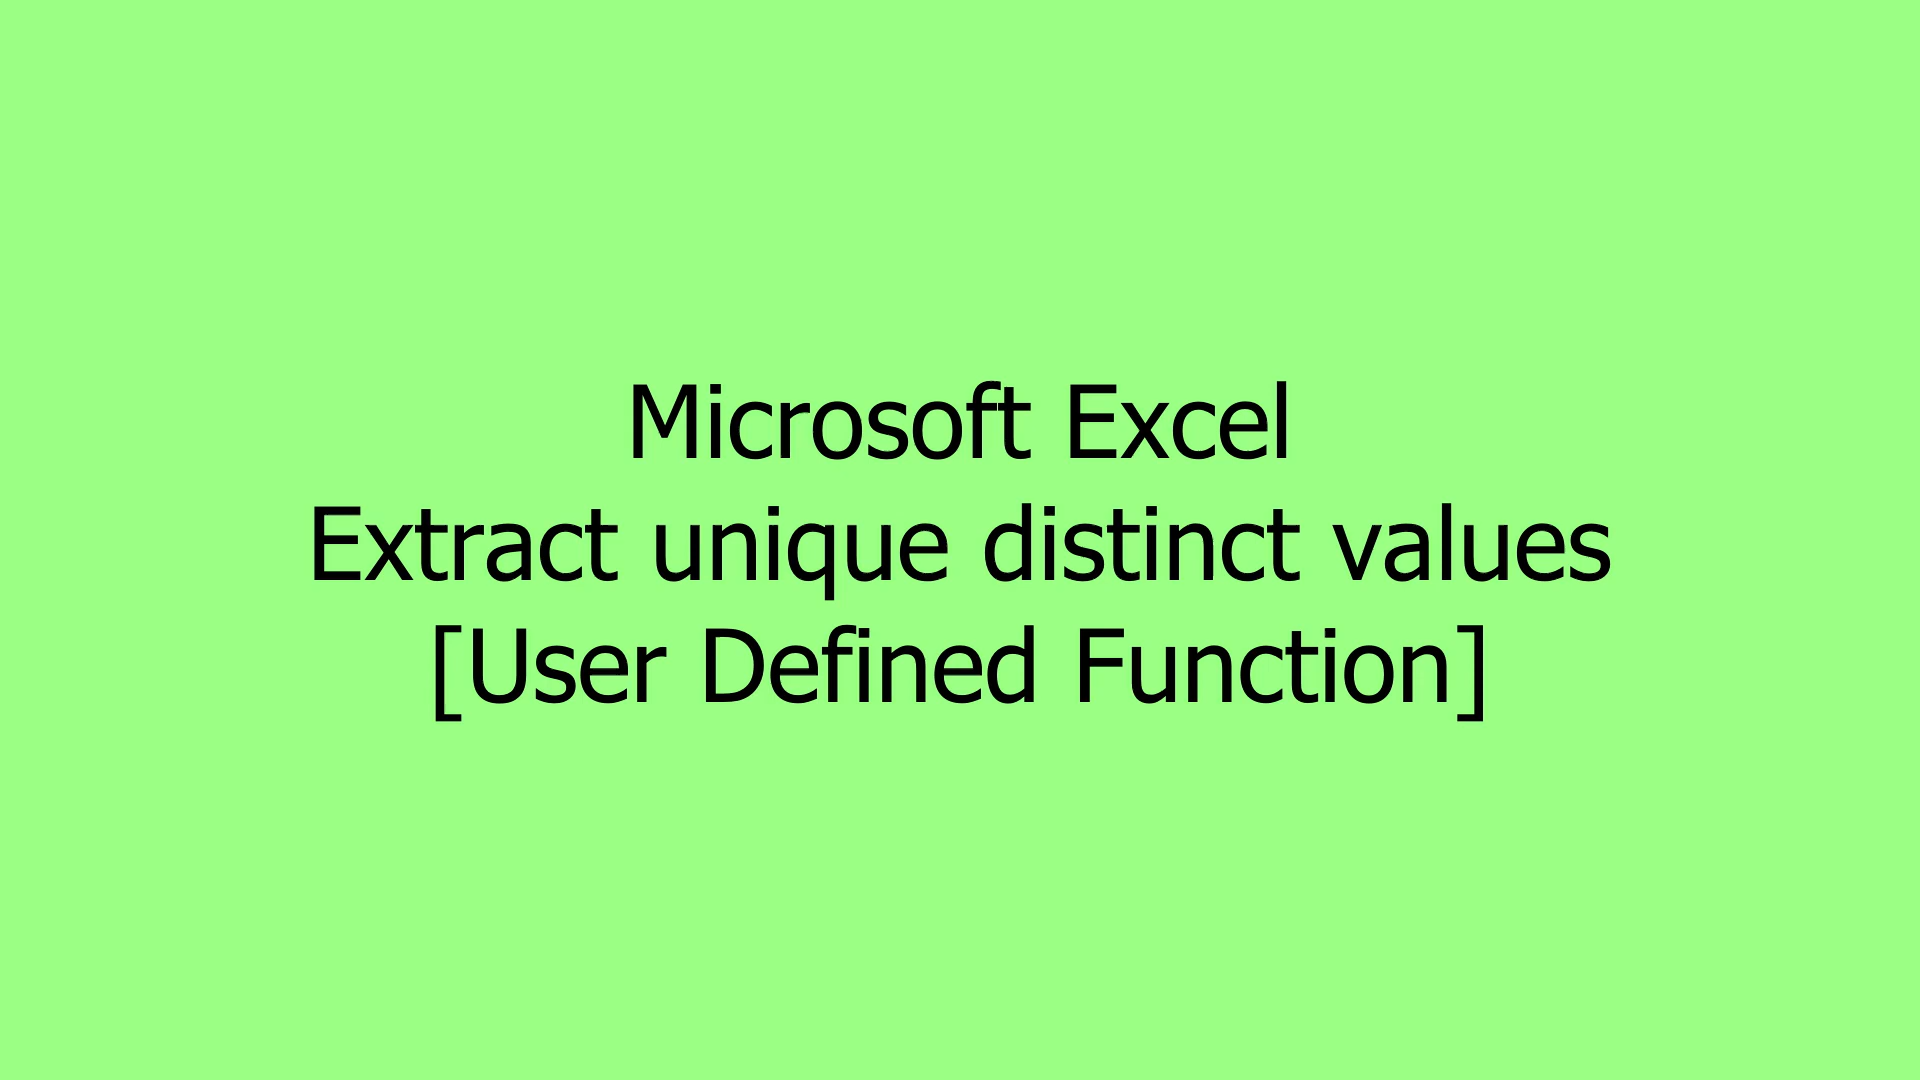 Microsoft Excel
Extract unique distinct values
[User Defined Function]